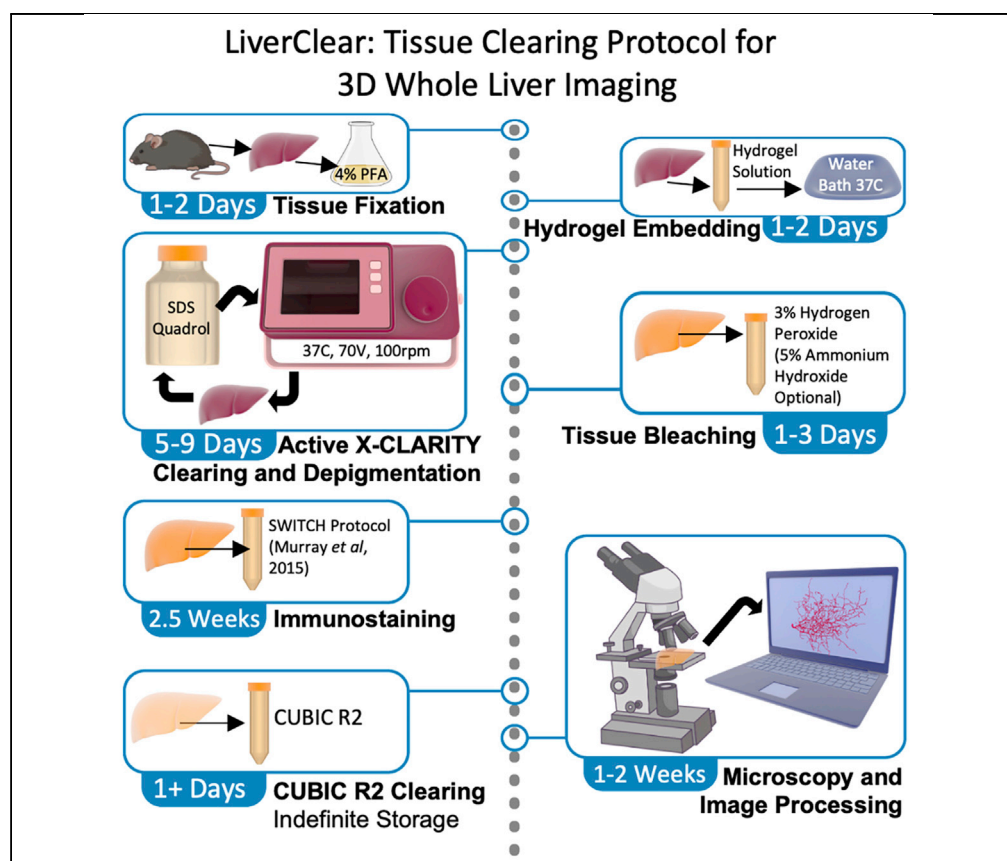 LiverClear: Tissue Clearing Protocol for
3D Whole Liver Imaging
4% PFA
1-2 Days Tissue Fixation
Hydrogel
Solution
Water
Bath 37C
Hydrogel Embedding 1-2 Days
SDS
Quadrol
37C, 70V, 100rpm
5-9 Days Active X-CLARITY
Clearing and Depigmentation
3% Hydrogen
Peroxide
(5% Ammonium
Hydroxide
Optional)
Tissue Bleaching 1-3 Days
SWITCH Protocol
(Murray et al,
2015)
2.5 Weeks Immunostaining
CUBIC R2
1+ Days CUBIC R2 Clearing
Indefinite Storage
1-2 Weeks Microscopy and
Image Processing